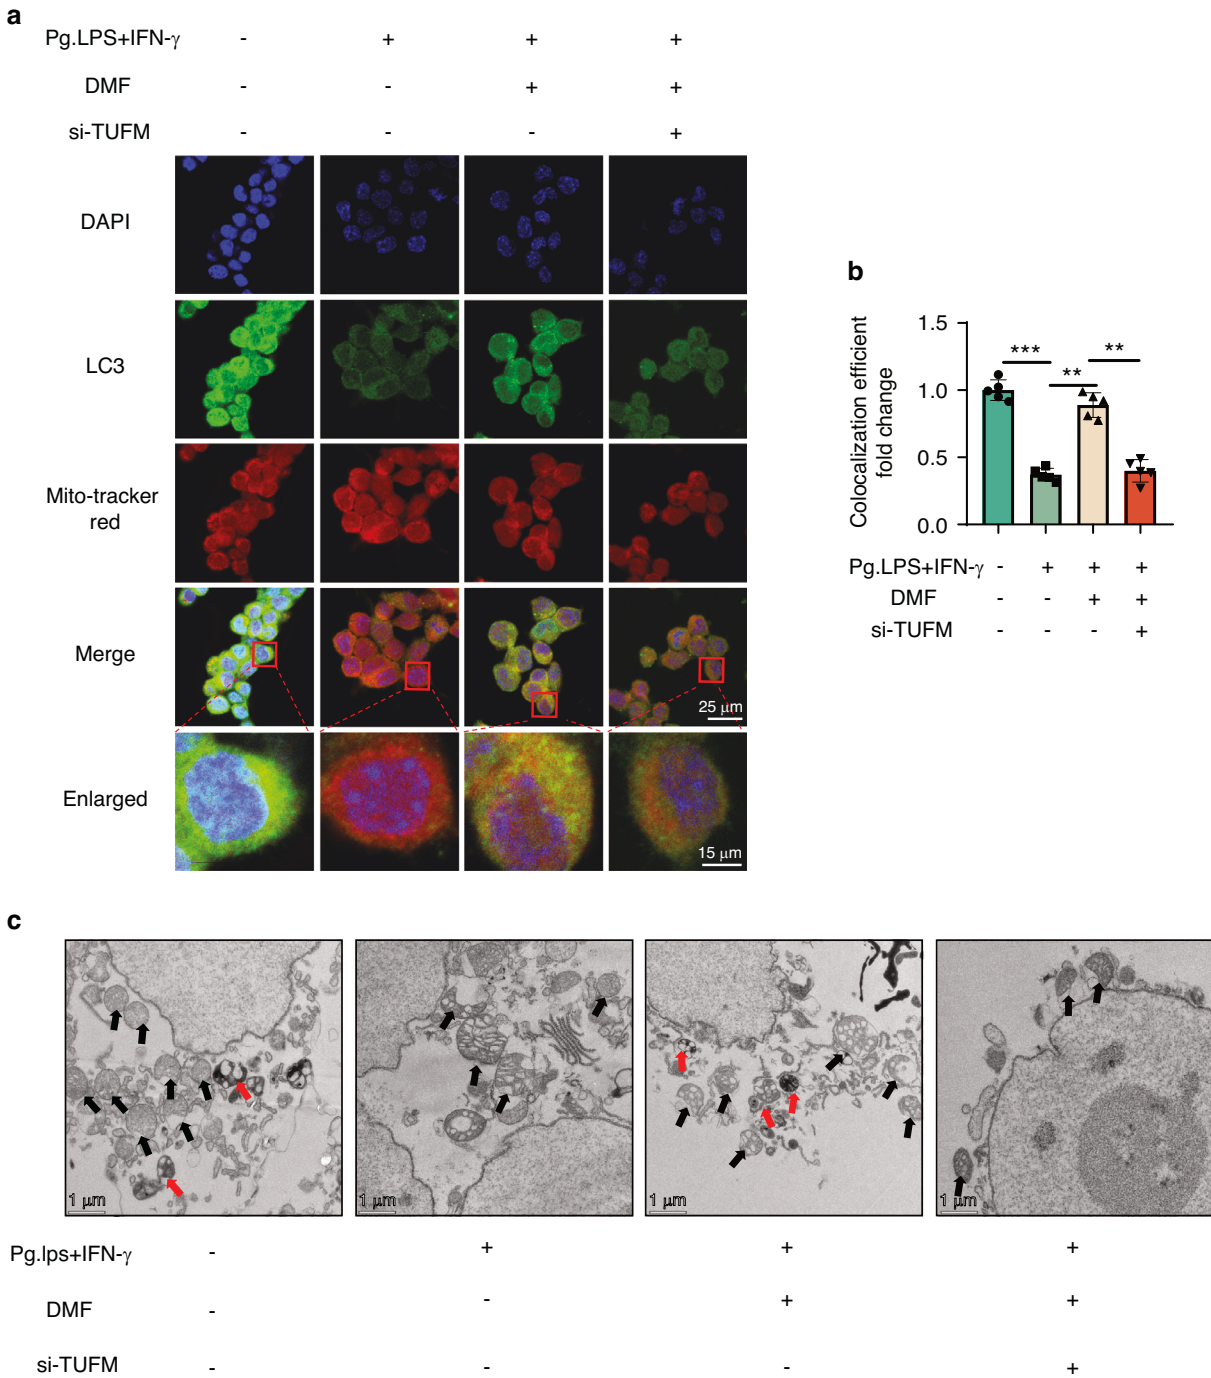 a
Pg.LPS+IFN-γ - + + +
DMF - - + +
si-TUFM - - - +
DAPI
LC3
Mito-tracker
red
Merge
25 μm
Enlarged
15 μm
b
Colocalization efficient
fold change
1.5
1.0
0.5
0.0
***
**
**
Pg.LPS+IFN-γ - + + +
DMF - - + +
si-TUFM - - - +
c
1 μm
1 μm
1 μm
1 μm
Pg.lps+IFN-γ - + + +
DMF - - + +
si-TUFM - - - +